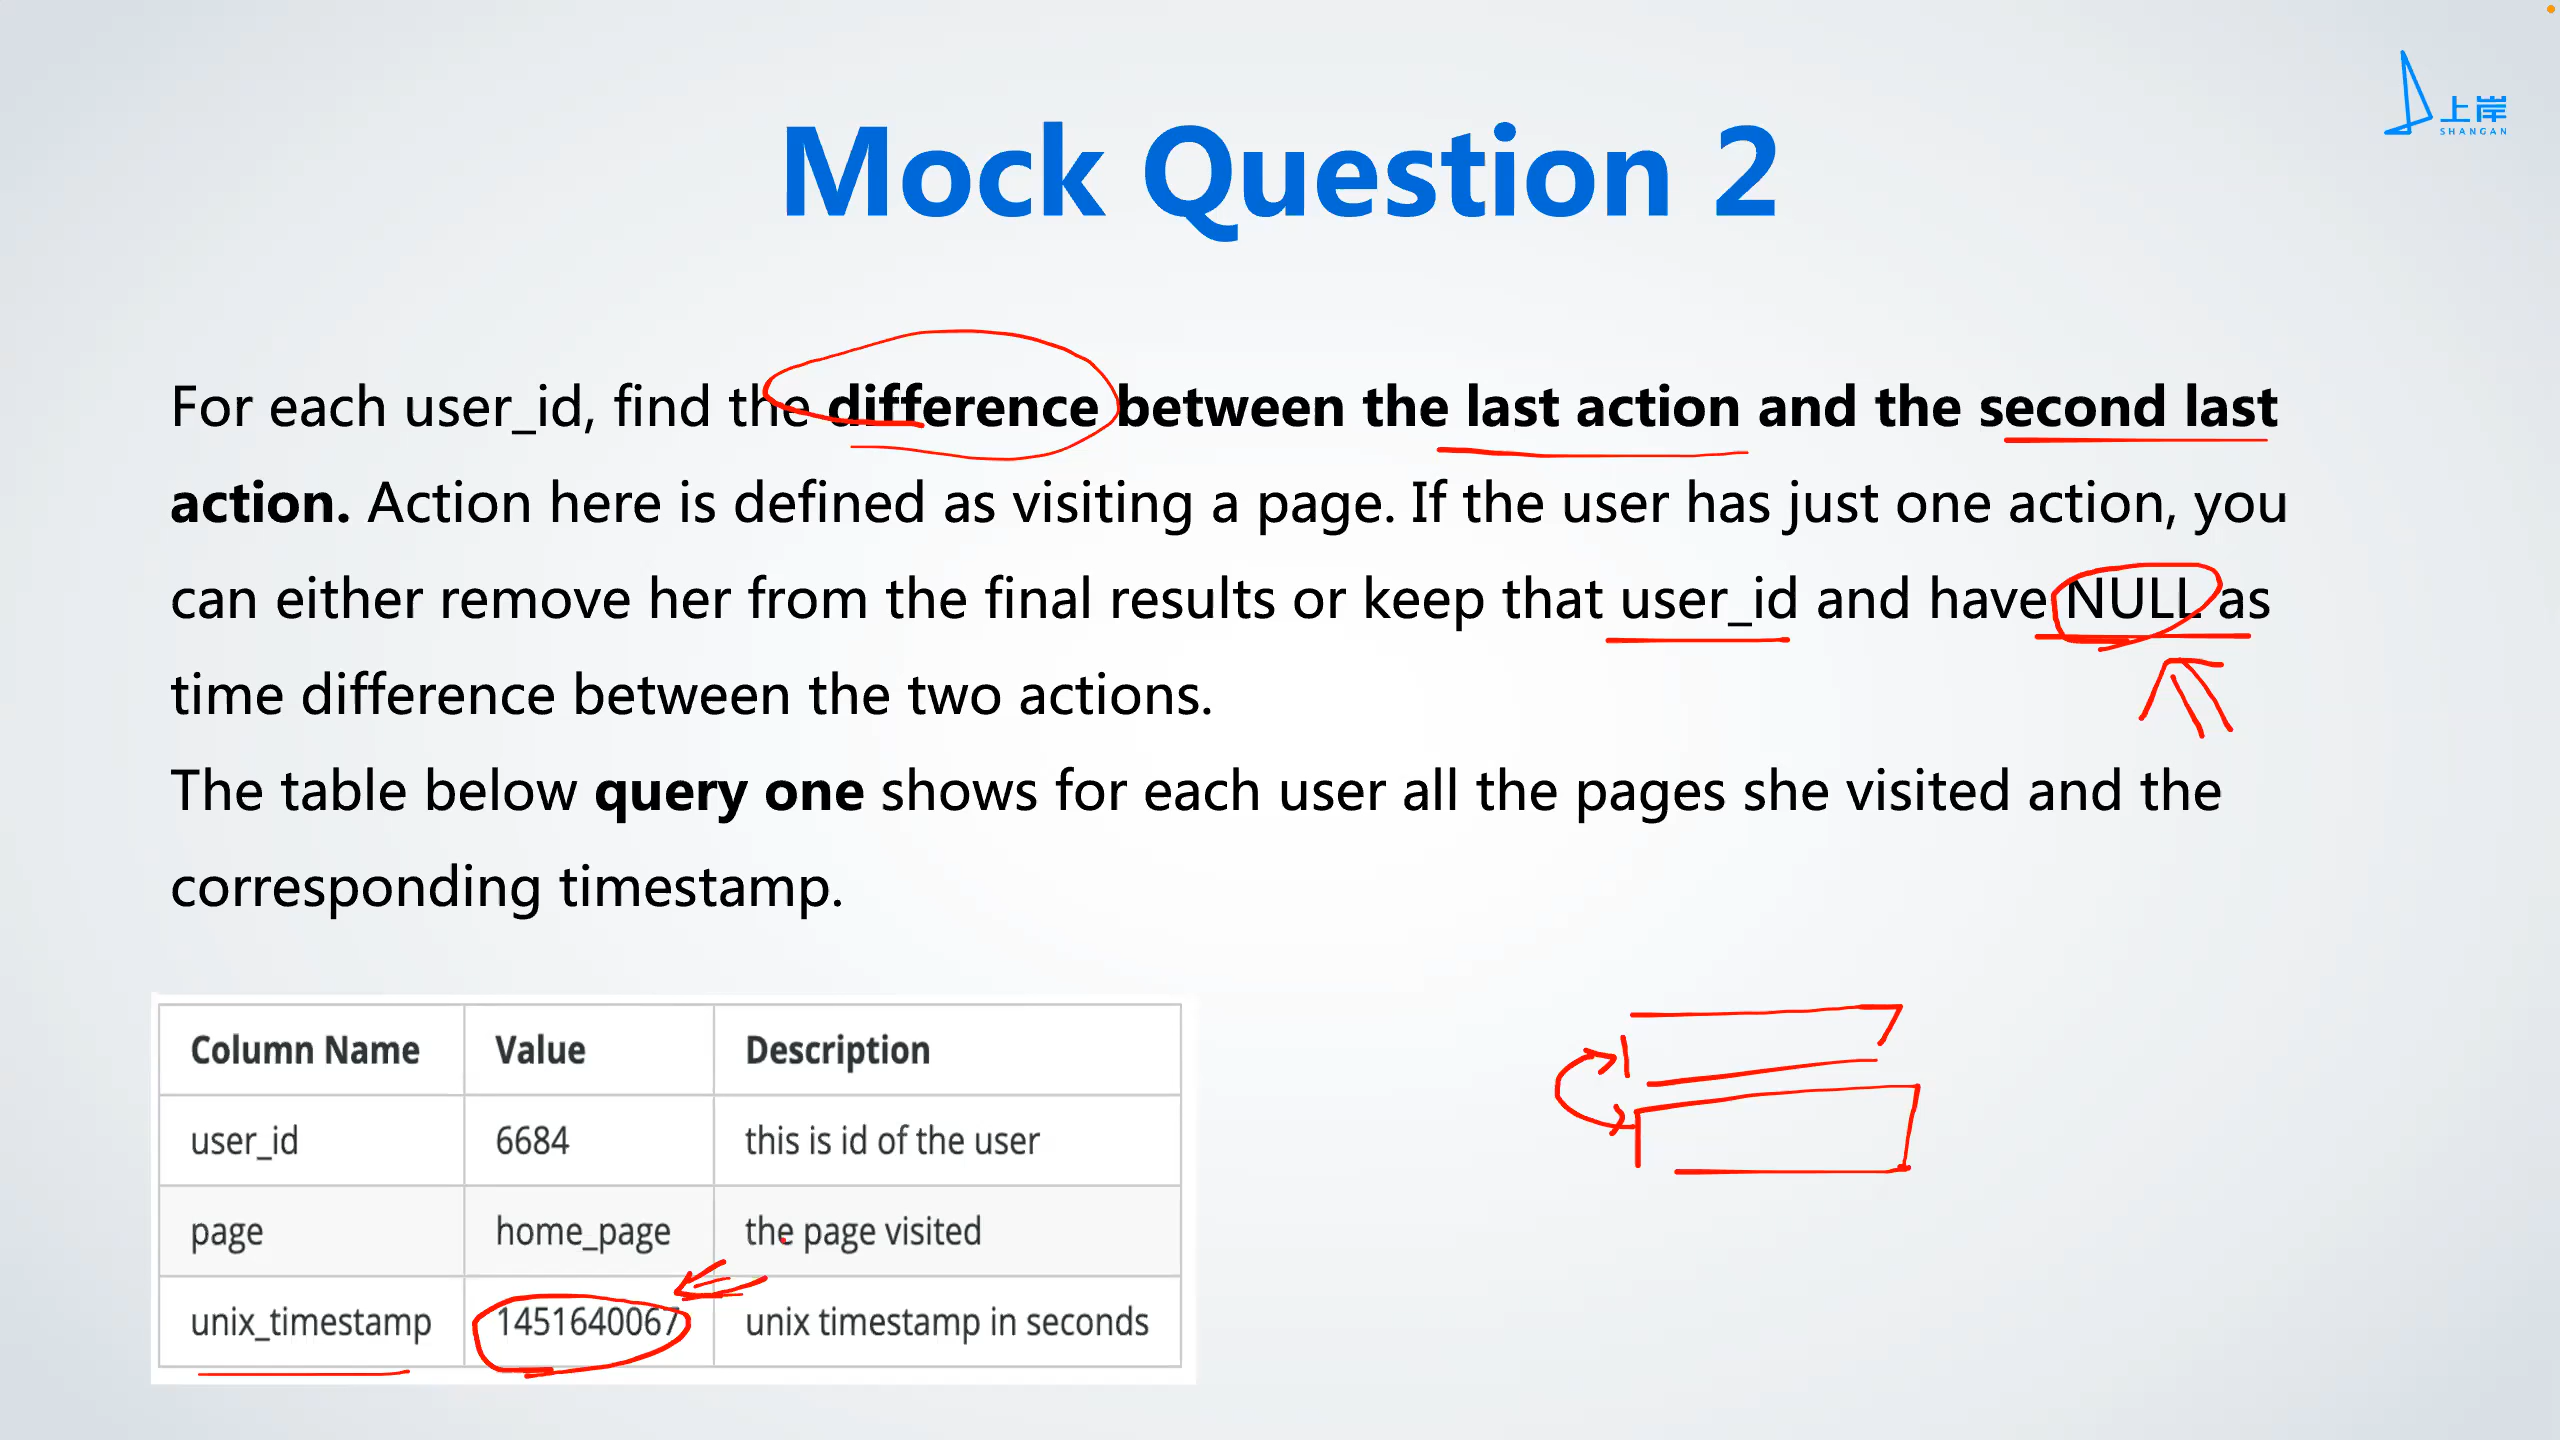 上岸
SHANGAN
Mock Question 2
For each user_id, find the difference between the last action and the second last
action. Action here is defined as visiting a page. If the user has just one action, you
can either remove her from the final results or keep that user_id and have NULL as
time difference between the two actions.
The table below query one shows for each user all the pages she visited and the
corresponding timestamp.
Column Name Value Description
user_id 6684 this is id of the user
page home_page the page visited
unix_timestamp 1451640067 unix timestamp in seconds